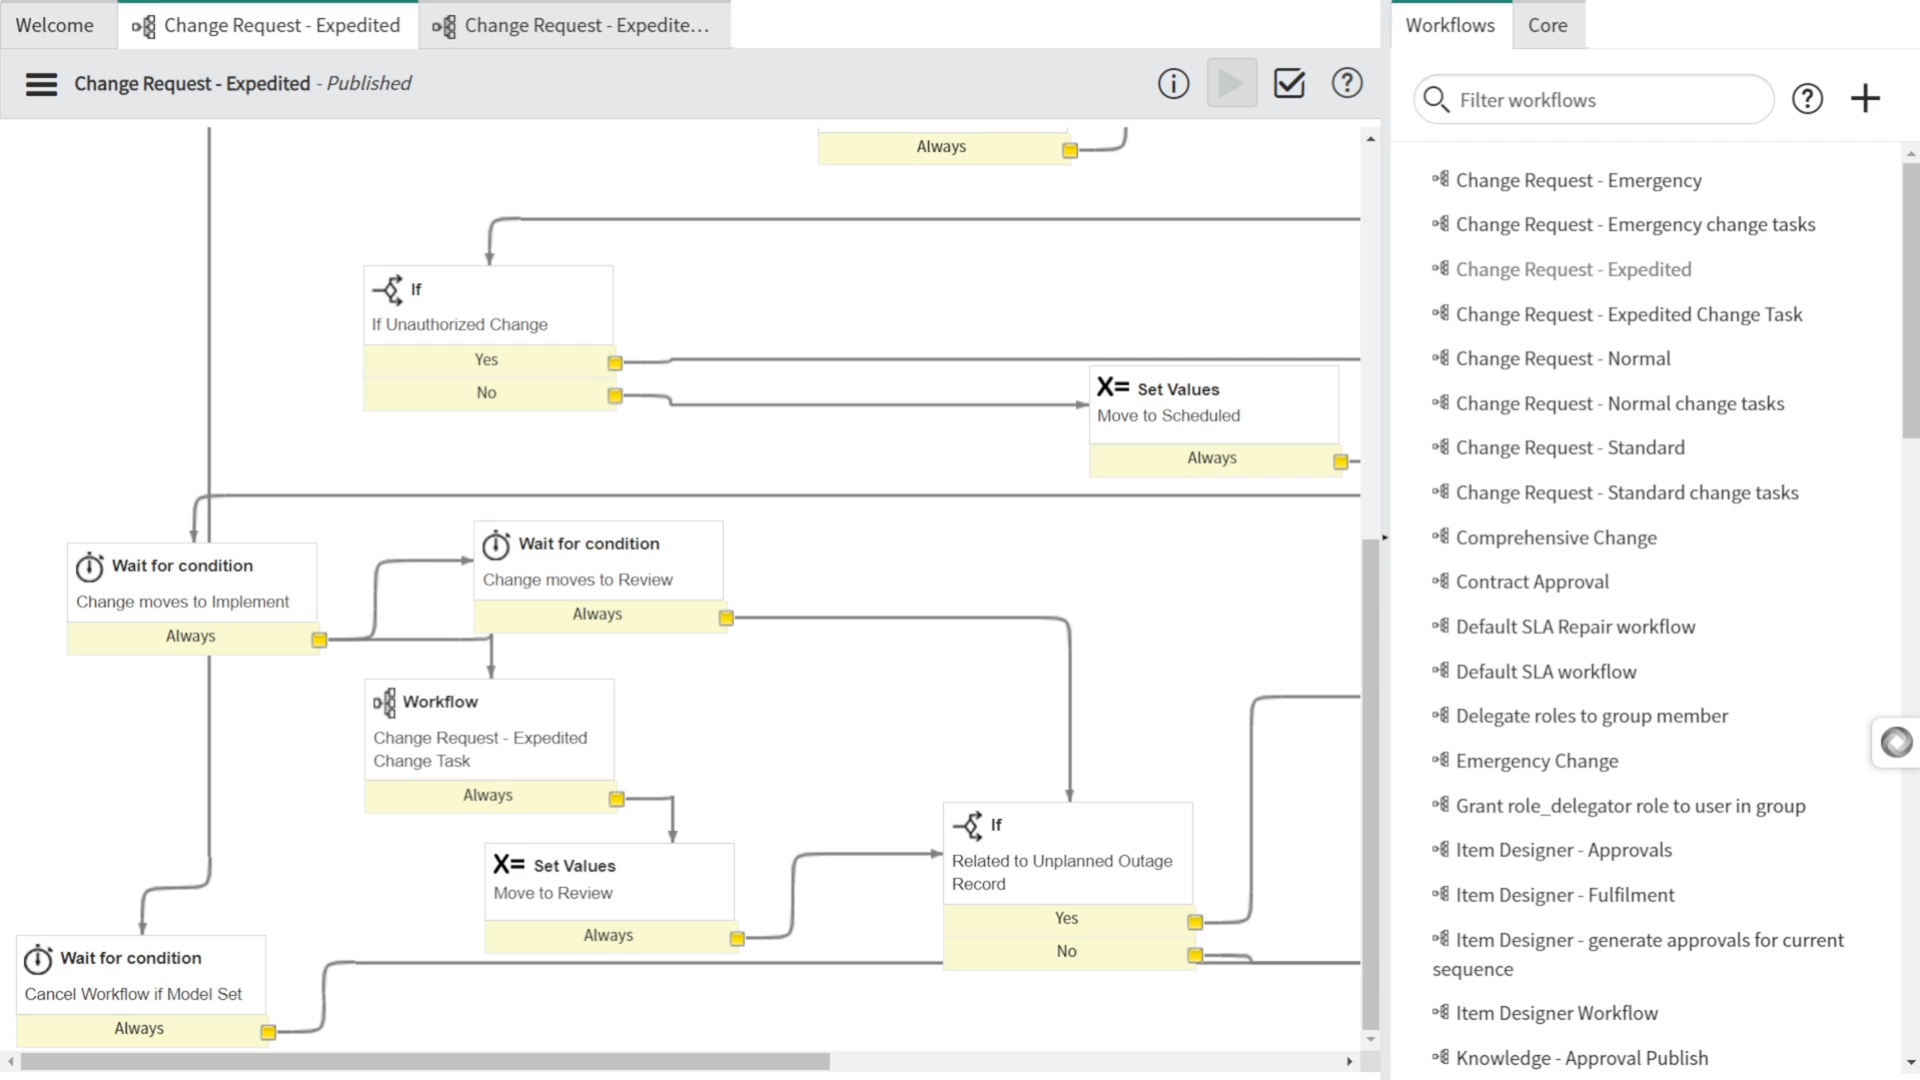 Welcome
Change Request - Expedited
Change Request - Expedite...
Workflows
Core
Change Request - Expedited - Published
Filter workflows
Always
If
If Unauthorized Change
Yes
No
X= Set Values
Move to Scheduled
Always
Wait for condition
Change moves to Implement
Always
Wait for condition
Change moves to Review
Always
Workflow
Change Request - Expedited
Change Task
Always
X= Set Values
Move to Review
Always
If
Related to Unplanned Outage
Record
Yes
No
Wait for condition
Cancel Workflow if Model Set
Always
Change Request - Emergency
Change Request - Emergency change tasks
Change Request - Expedited
Change Request - Expedited Change Task
Change Request - Normal
Change Request - Normal change tasks
Change Request - Standard
Change Request - Standard change tasks
Comprehensive Change
Contract Approval
Default SLA Repair workflow
Default SLA workflow
Delegate roles to group member
Emergency Change
Grant role_delegator role to user in group
Item Designer - Approvals
Item Designer - Fulfilment
Item Designer - generate approvals for current
sequence
Item Designer Workflow
Knowledge - Approval Publish